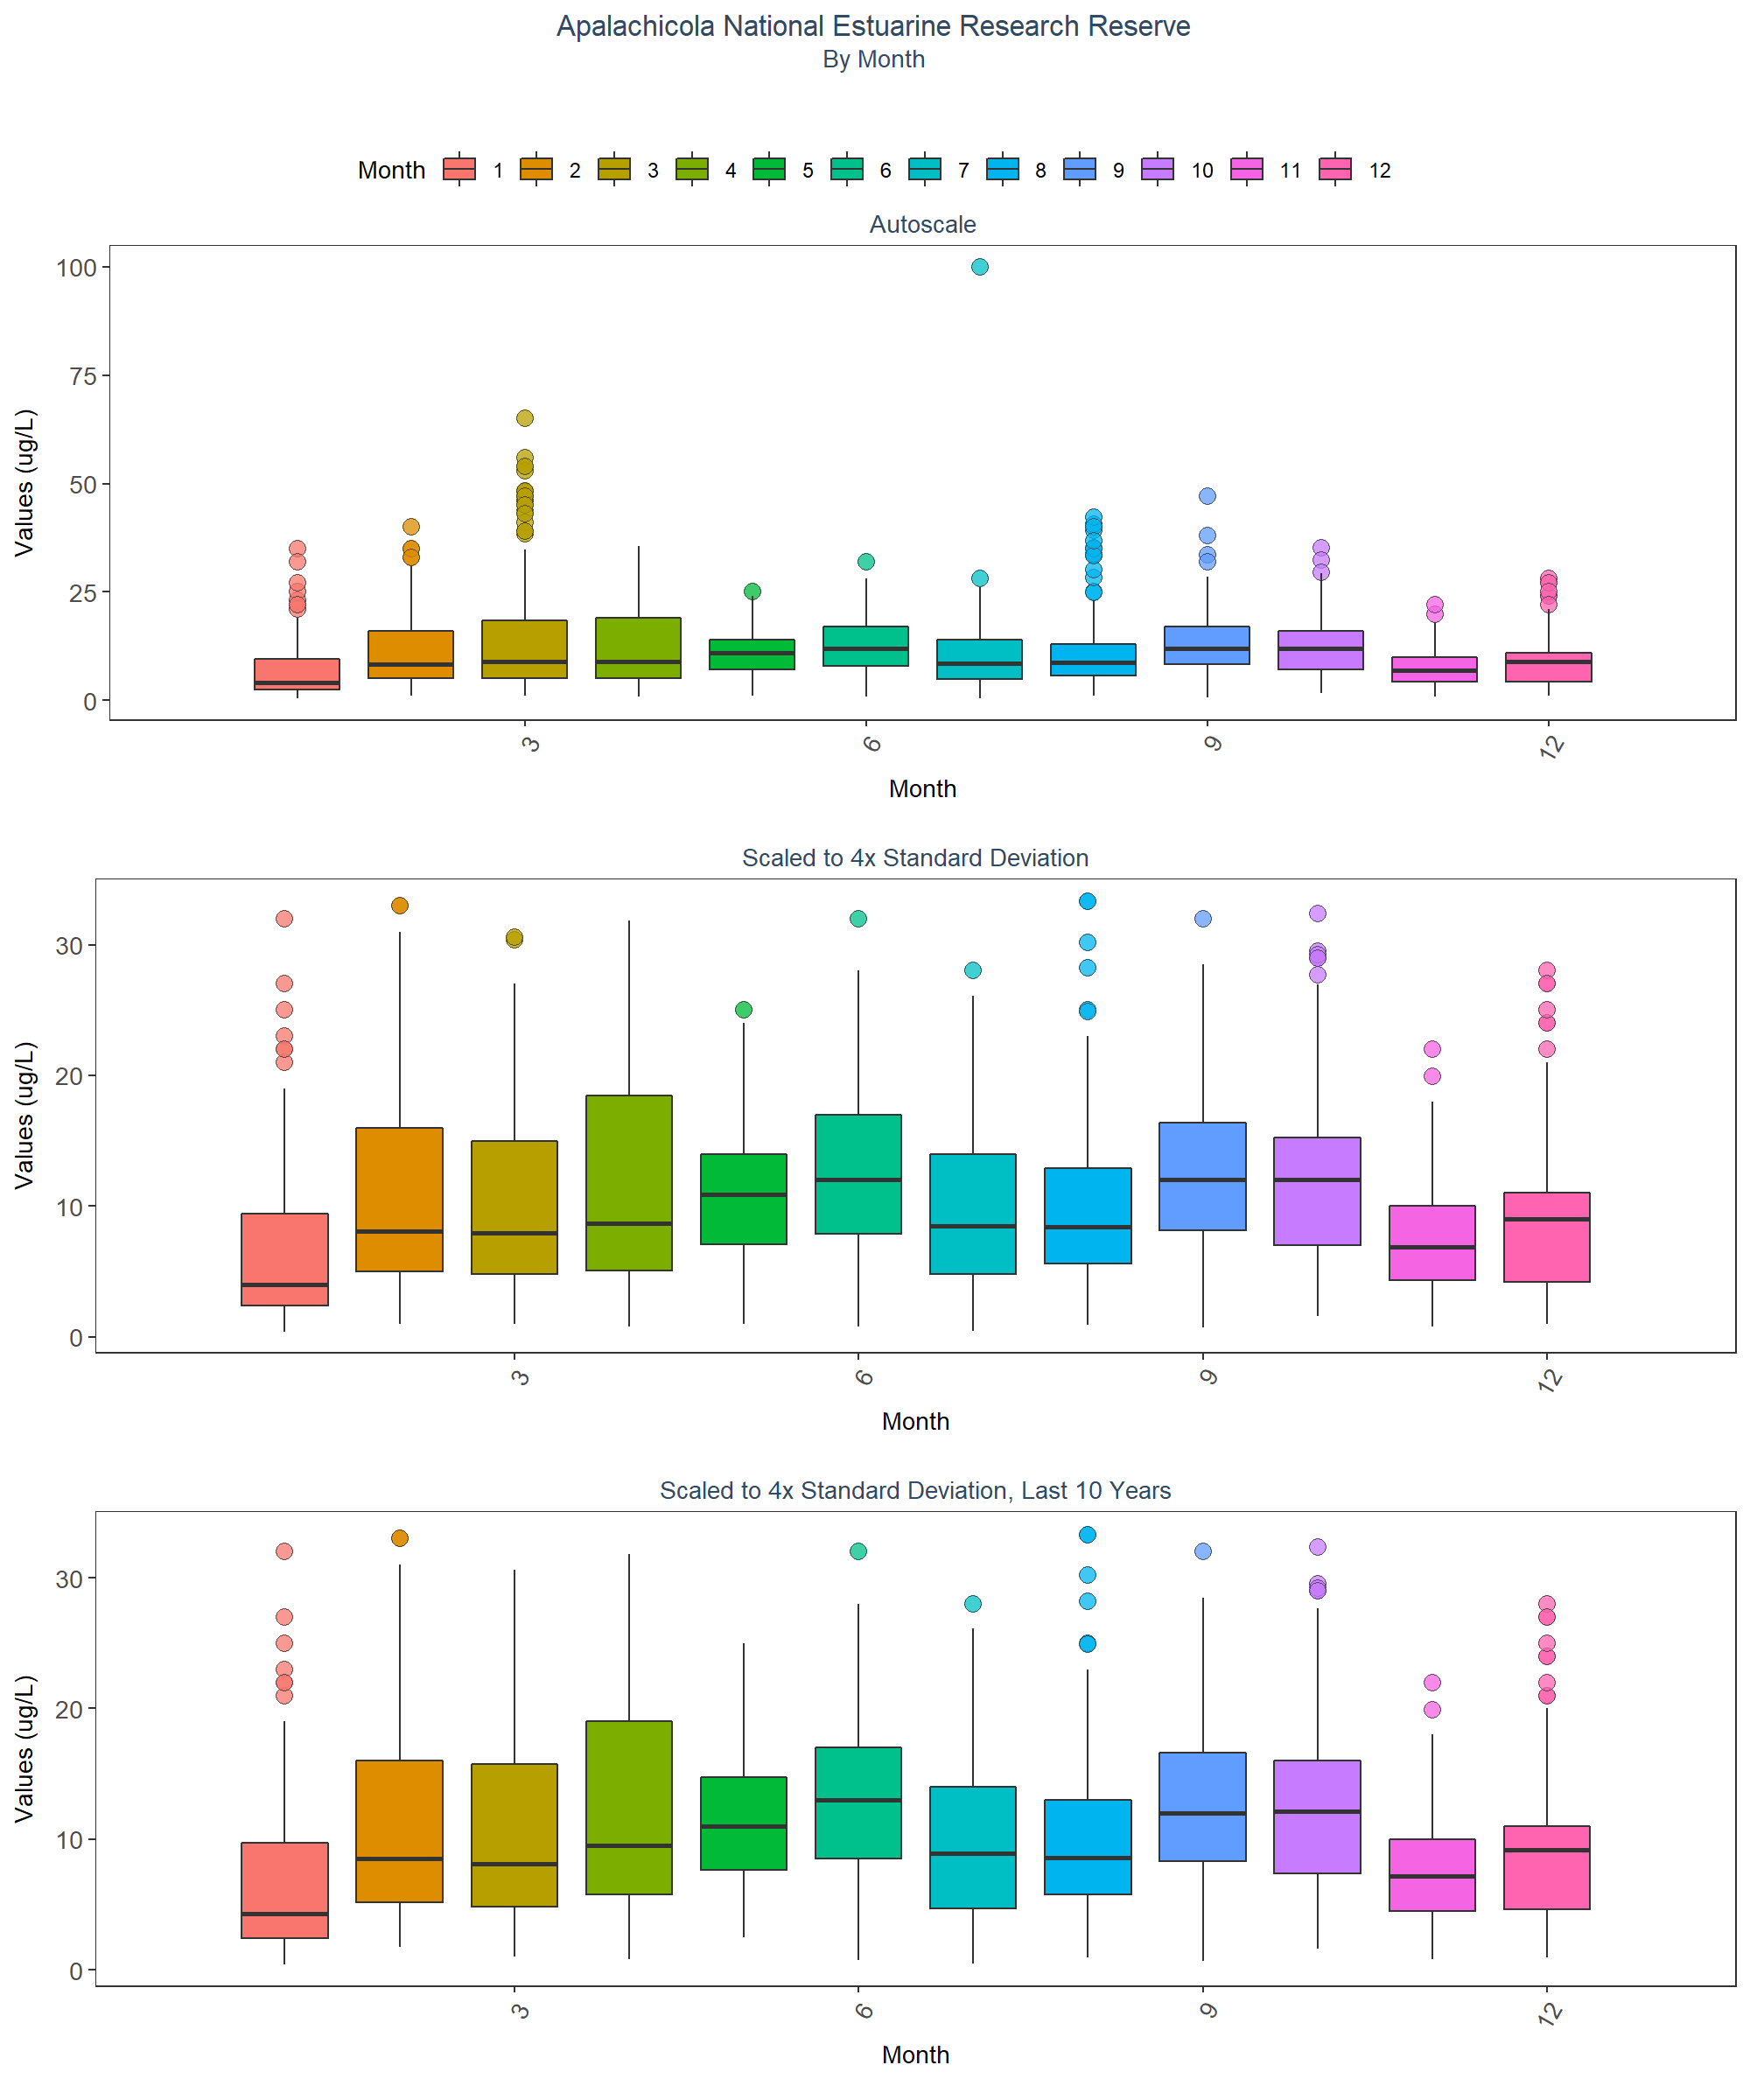 Apalachicola National Estuarine Research Reserve
By Month
Month 1 2 3 4 5 6 7 8 9 10 11 12
Autoscale
Values (ug/L)
100
75
50
25
0
3 6 9 12
Month
Scaled to 4x Standard Deviation
Values (ug/L)
30
20
10
0
3 6 9 12
Month
Scaled to 4x Standard Deviation, Last 10 Years
Values (ug/L)
30
20
10
0
3 6 9 12
Month